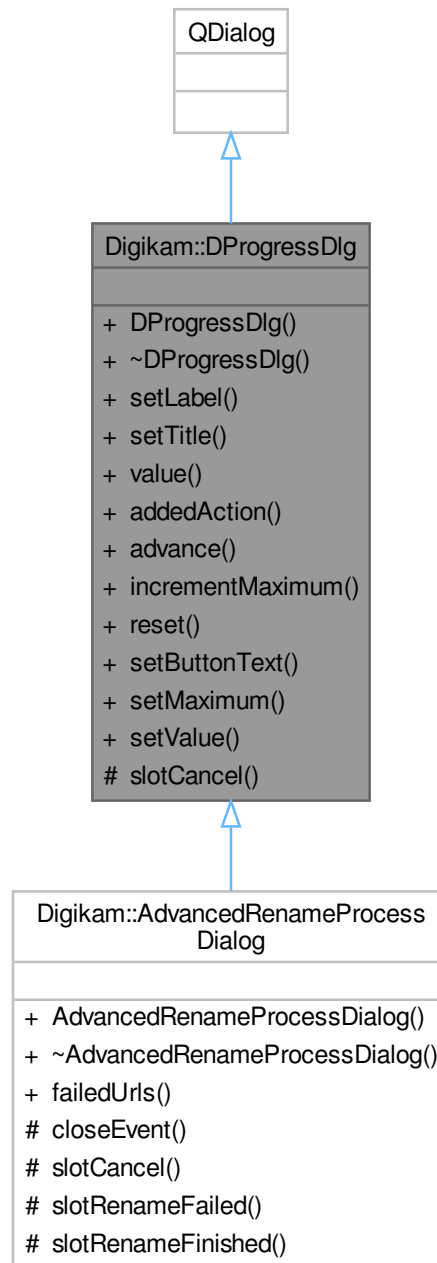 QDialog
Digikam::DProgressDlg
+ DProgressDlg()
+ ~DProgressDlg()
+ setLabel()
+ setTitle()
+ value()
+ addedAction()
+ advance()
+ incrementMaximum()
+ reset()
+ setButtonText()
+ setMaximum()
+ setValue()
# slotCancel()
Digikam::AdvancedRenameProcess
Dialog
+ AdvancedRenameProcessDialog()
+ ~AdvancedRenameProcessDialog()
+ failedUrls()
# closeEvent()
# slotCancel()
# slotRenameFailed()
# slotRenameFinished()